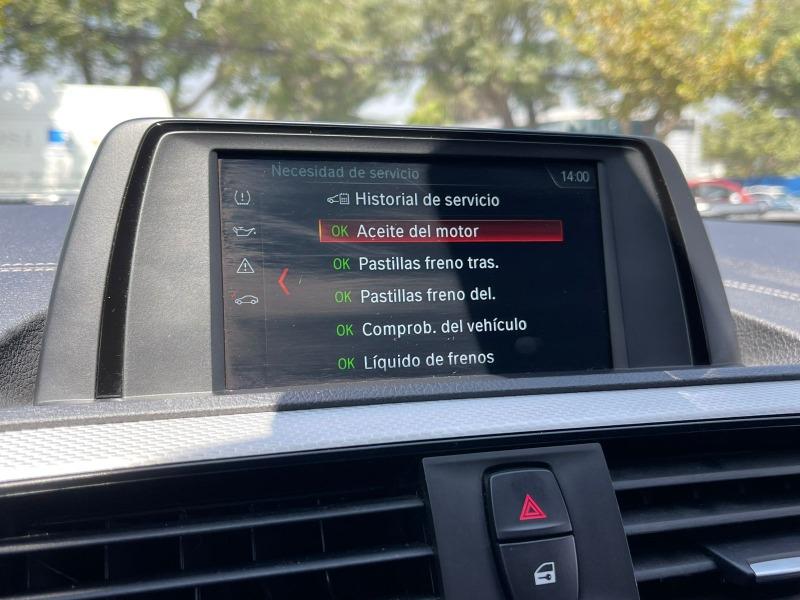 Necesidad de servicio 14:00
Historial de servicio
OK Aceite del motor
OK Pastillas freno tras.
OK Pastillas freno del.
OK Comprob. del vehículo
OK Líquido de frenos